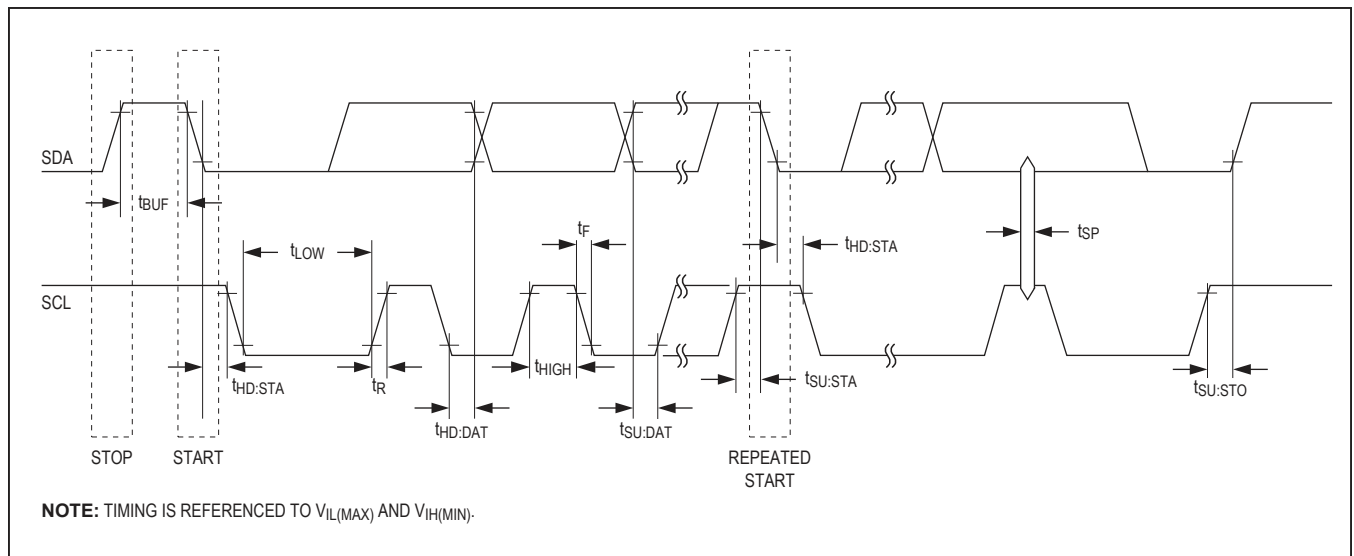 SDA
tBUF
tLOW
tF
tHD:STA
tSP
SCL
tHD:STA
tR
tHIGH
tSU:STA
tSU:STO
tHD:DAT
tSU:DAT
STOP
START
REPEATED
START
NOTE: TIMING IS REFERENCED TO VIL(MAX) AND VIH(MIN).